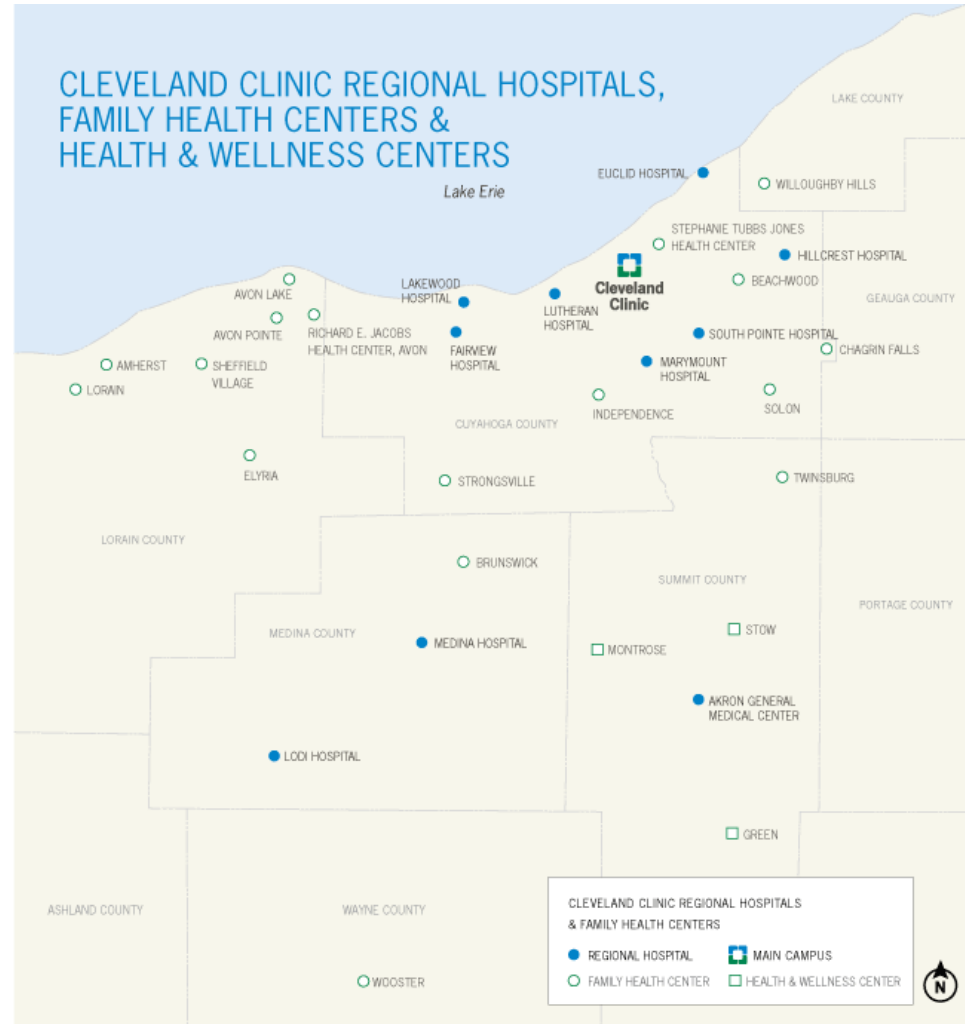 CLEVELAND CLINIC REGIONAL HOSPITALS,
FAMILY HEALTH CENTERS &
HEALTH & WELLNESS CENTERS
Lake Erie
LAKE COUNTY
EUCLID HOSPITAL
WILLOUGHBY HILLS
STEPHANIE TUBBS JONES
HEALTH CENTER
HILLCREST HOSPITAL
BEACHWOOD
GEAUGA COUNTY
Cleveland
Clinic
LAKEWOOD
HOSPITAL
LUTHERAN
HOSPITAL
AVON LAKE
AVON POINTE
RICHARD E. JACOBS
HEALTH CENTER, AVON
FAIRVIEW
HOSPITAL
SOUTH POINTE HOSPITAL
CHAGRIN FALLS
MARYMOUNT
HOSPITAL
AMHERST
SHEFFIELD
VILLAGE
LORAIN
INDEPENDENCE
SOLON
CUYAHOGA COUNTY
ELYRIA
STRONGSVILLE
TWINSBURG
LORAIN COUNTY
BRUNSWICK
SUMMIT COUNTY
PORTAGE COUNTY
MEDINA COUNTY
MEDINA HOSPITAL
STOW
MONTROSE
AKRON GENERAL
MEDICAL CENTER
LODI HOSPITAL
GREEN
ASHLAND COUNTY
WAYNE COUNTY
WOOSTER
CLEVELAND CLINIC REGIONAL HOSPITALS
& FAMILY HEALTH CENTERS
REGIONAL HOSPITAL
MAIN CAMPUS
FAMILY HEALTH CENTER
HEALTH & WELLNESS CENTER
N